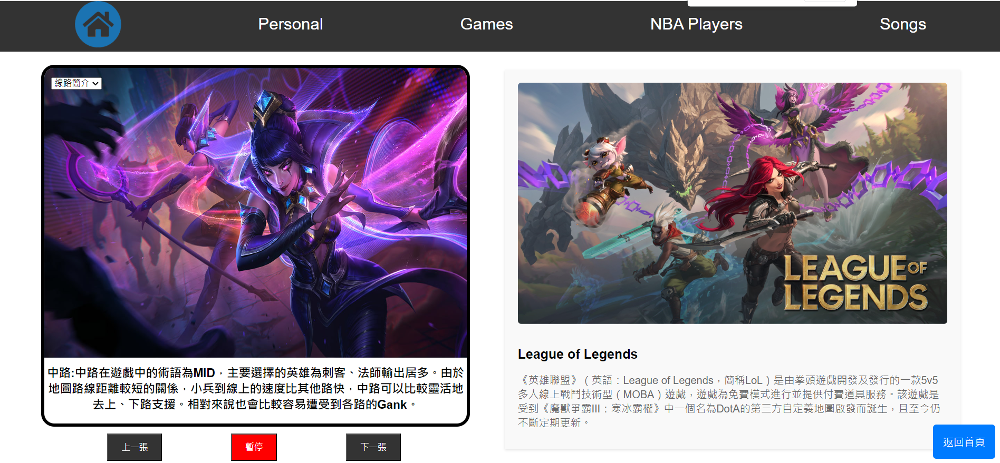 Personal
Games
NBA Players
Songs
線路簡介
中路:中路在遊戲中的術語為MID，主要選擇的英雄為刺客、法師輸出居多。由於
地圖路線距離較短的關係，小兵到線上的速度比其他路快，中路可以比較靈活地
去上、下路支援。相對來說也會比較容易遭受到各路的Gank。
上一張
暫停
下一張
LEAGUE OF
LEGENDS
League of Legends
《英雄聯盟》（英語：League of Legends，簡稱LoL）是由拳頭遊戲開發及發行的一款5v5
多人線上戰鬥技術型（MOBA）遊戲，遊戲為免費模式進行並提供付費道具服務。該遊戲是
受到《魔獸爭霸III：寒冰霸權》中一個名為DotA的第三方自定義地圖啟發而誕生，且至今仍
不斷定期更新。
返回首頁